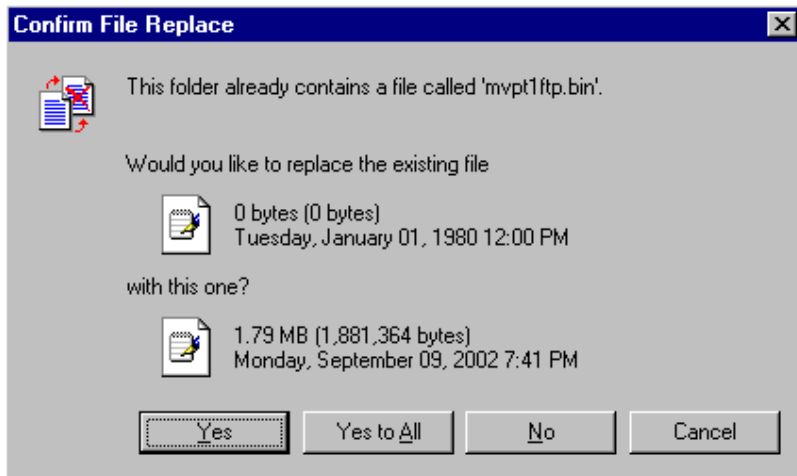 Confirm File Replace
This folder already contains a file called 'mvpt1ftp.bin'.
Would you like to replace the existing file
0 bytes (0 bytes)
Tuesday, January 01, 1980 12:00 PM
with this one?
1.79 MB (1,881,364 bytes)
Monday, September 09, 2002 7:41 PM
Yes Yes to All No Cancel